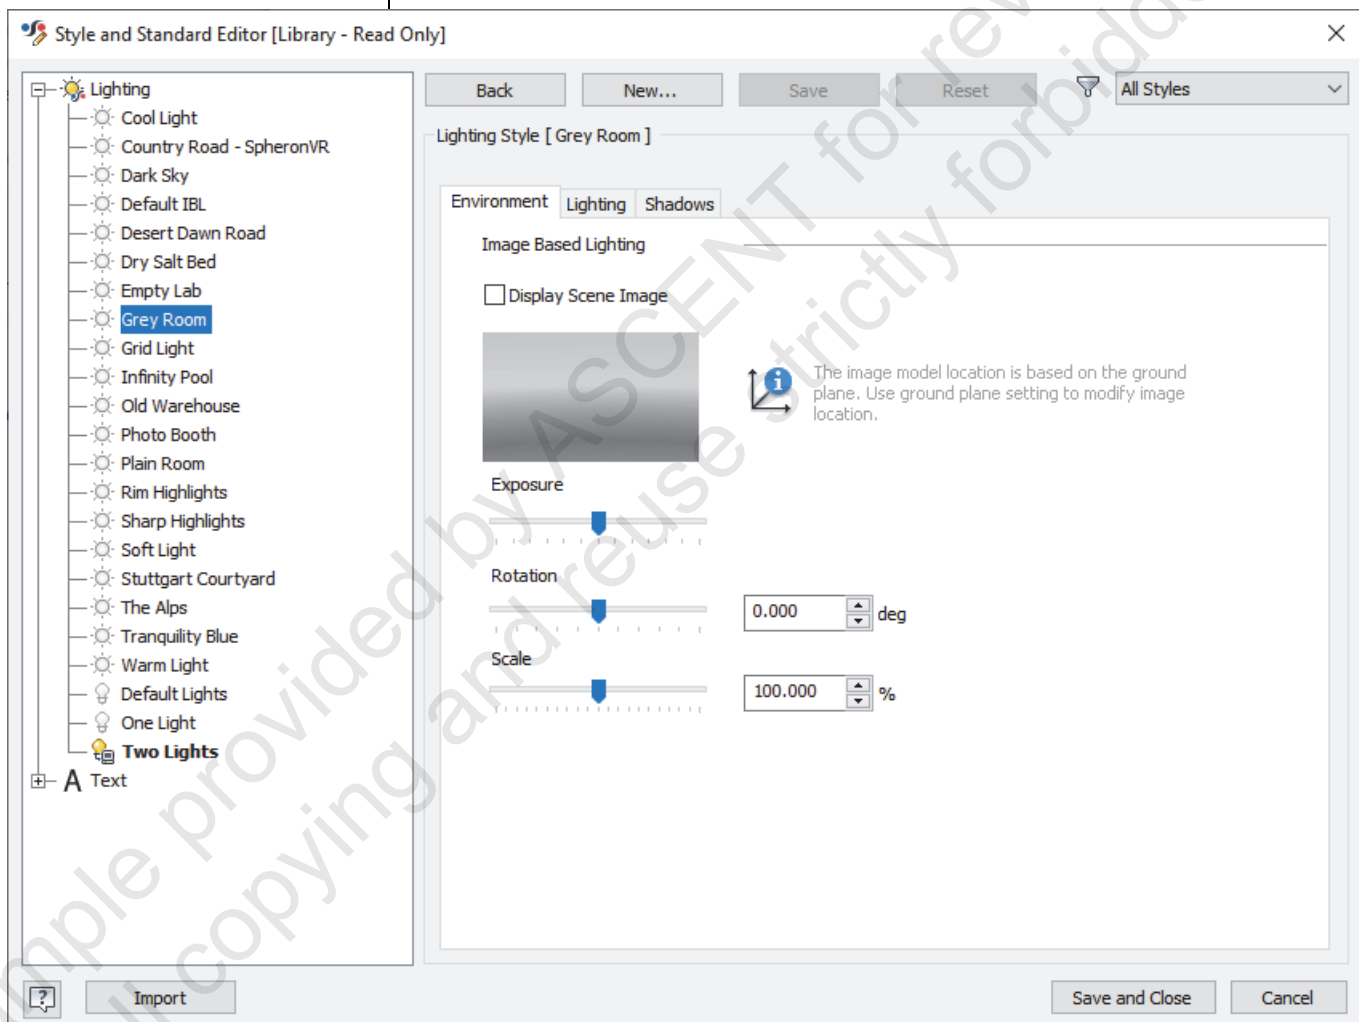 Style and Standard Editor [Library - Read Only]
Lighting
Cool Light
Country Road - SpheronVR
Dark Sky
Default IBL
Desert Dawn Road
Dry Salt Bed
Empty Lab
Grey Room
Grid Light
Infinity Pool
Old Warehouse
Photo Booth
Plain Room
Rim Highlights
Sharp Highlights
Soft Light
Stuttgart Courtyard
The Alps
Tranquility Blue
Warm Light
Default Lights
One Light
Two Lights
A Text
Back New... Save Reset All Styles
Lighting Style [ Grey Room ]
Environment Lighting Shadows
Image Based Lighting
Display Scene Image
The image model location is based on the ground
plane. Use ground plane setting to modify image
location.
Exposure
Rotation
0.000 deg
Scale
100.000 %
? Import Save and Close Cancel
provided by ASCENT for
copying and reuse strictly forbidden